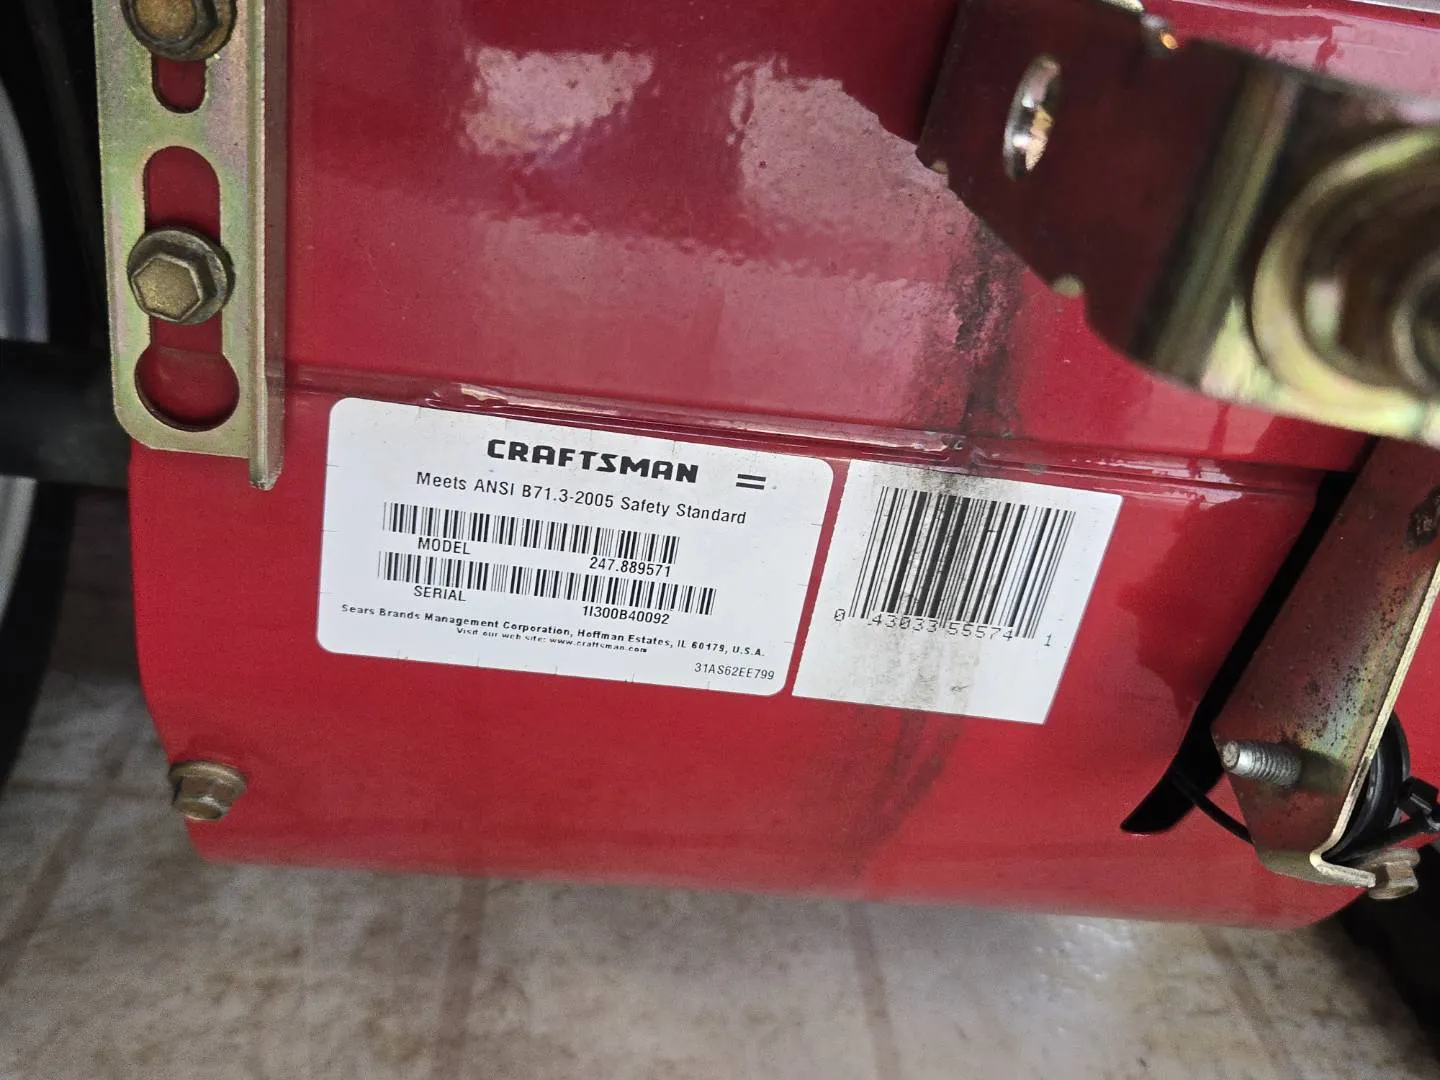 CRAFTSMAN =
Meets ANSI B71.3-2005 Safety Standard
MODEL 247.889571
SERIAL 1I300B40092
Sears Brands Management Corporation, Hoffman Estates, IL 60179, U.S.A.
Visit our web site: www.craftsman.com
31AS62EE799
0 43033 55574 1